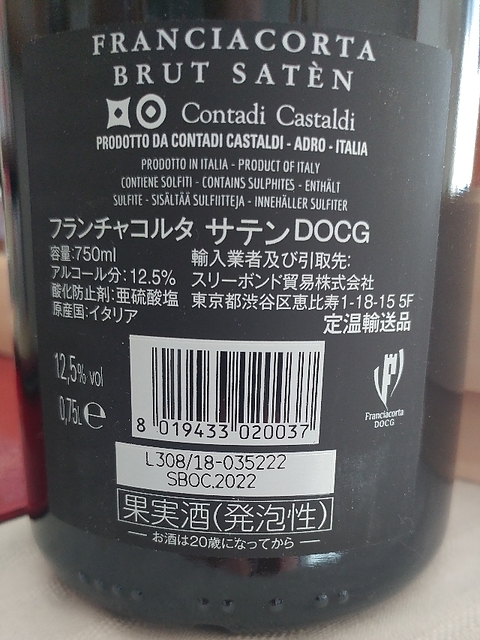 FRANCIACORTA
BRUT SATÈN
Contadi Castaldi
PRODOTTO DA CONTADI CASTALDI - ADRO - ITALIA
PRODOTTO IN ITALIA - PRODUCT OF ITALY
CONTIENE SOLFITI - CONTAINS SULPHITES - ENTHÄLT
SULFITE - SISÄLTÄÄ SULFIITTEJA - INNEHÅLLER SULFITER
フランチャコルタ サテンDOCG
容量:750ml
アルコール分:12.5%
酸化防止剤:亜硫酸塩
原産国:イタリア
輸入業者及び引取先:
スリーボンド貿易株式会社
東京都渋谷区恵比寿1-18-15 5F
定温輸送品
12,5% vol
0,75L e
Franciacorta
DOCG
8 019433 020037
L308/18-035222
SBOC.2022
果実酒(発泡性)
お酒は20歳になってから